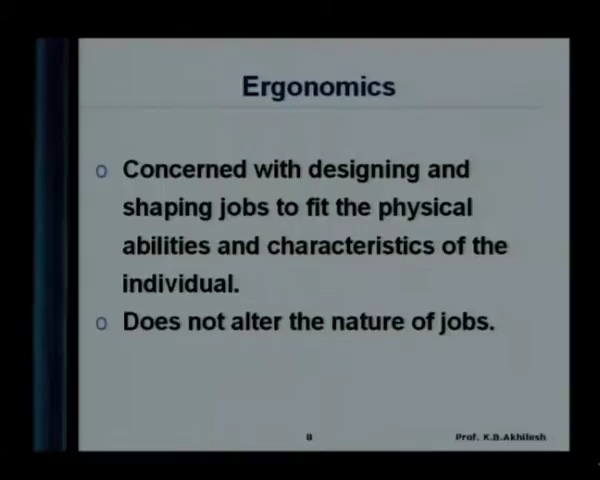 Ergonomics
o Concerned with designing and
shaping jobs to fit the physical
abilities and characteristics of the
individual.
o Does not alter the nature of jobs.
8
Prof. K.B.Akhilesh